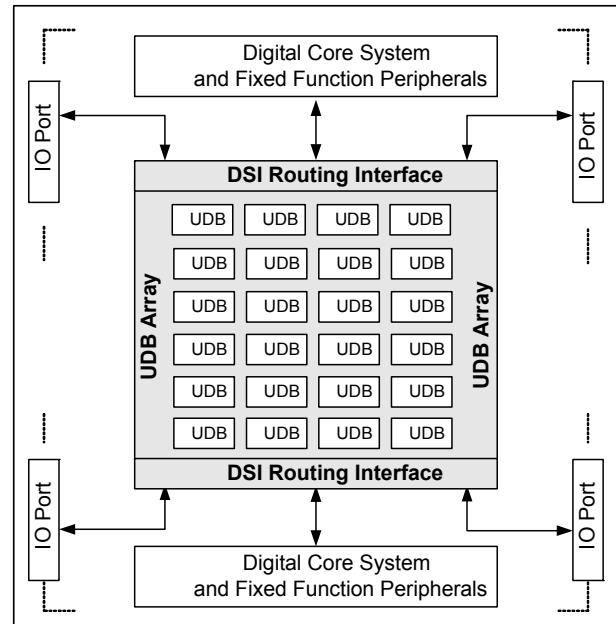 Digital Core System
and Fixed Function Peripherals
IO Port
IO Port
DSI Routing Interface
UDB UDB UDB UDB
UDB UDB UDB UDB
UDB UDB UDB UDB
UDB UDB UDB UDB
UDB UDB UDB UDB
UDB UDB UDB UDB
UDB Array
UDB Array
DSI Routing Interface
IO Port
IO Port
Digital Core System
and Fixed Function Peripherals